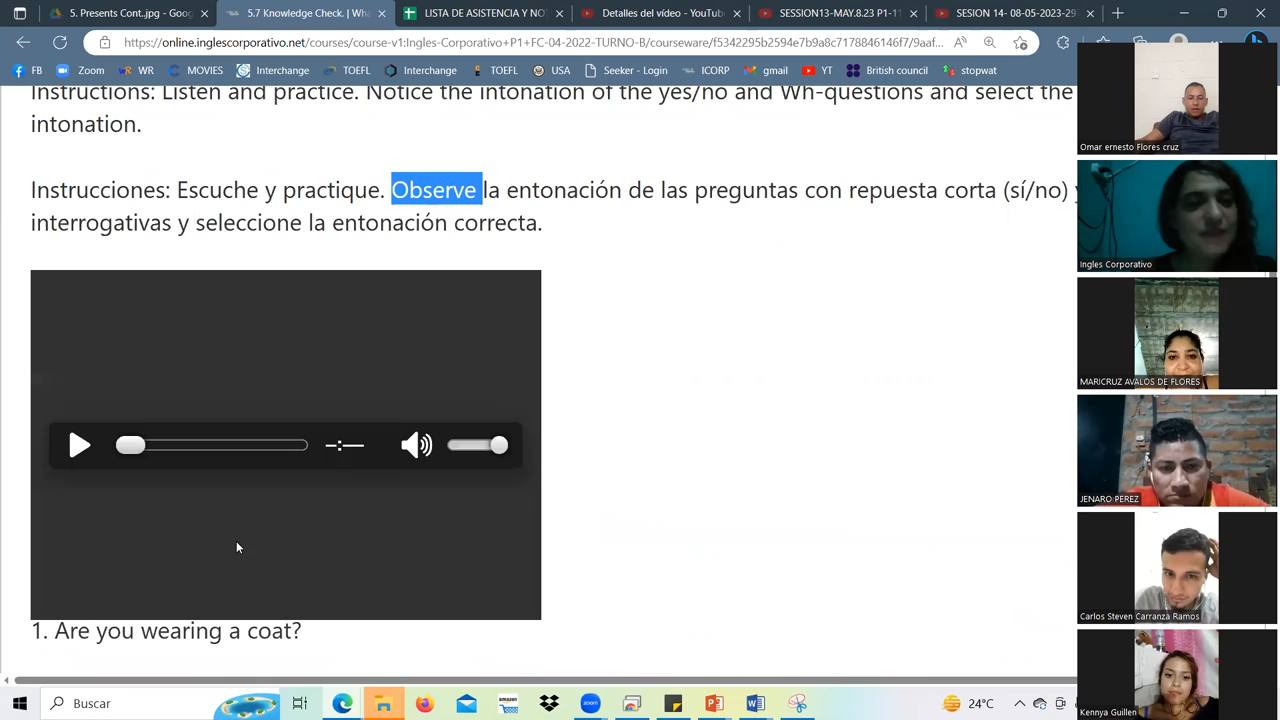 5. Presents Cont..jpg - Goog
5.7 Knowledge Check. | Wha
LISTA DE ASISTENCIA Y NO
Detalles del vídeo - YouTub
SESSION13-MAY.8.23 P1-11
SESION 14- 08-05-2023-29
https://online.inglescorporativo.net/courses/course-v1:Ingles-Corporativo+P1+FC-04-2022-TURNO-B/courseware/f5342295b2594e7b9a8c7178846146f7/9aaf...
FB
Zoom
WR
MOVIES
Interchange
TOEFL
Interchange
TOEFL
USA
Seeker - Login
ICORP
gmail
YT
British council
stopwat
Instructions: Listen and practice. Notice the intonation of the yes/no and Wh-questions and select the
intonation.
Instrucciones: Escuche y practique. Observe la entonación de las preguntas con repuesta corta (sí/no) y
interrogativas y seleccione la entonación correcta.
-:--
1. Are you wearing a coat?
Omar ernesto Flores cruz
Ingles Corporativo
MARICRUZ AVALOS DE FLORES
JENARO PEREZ
Carlos Steven Carranza Ramos
Kennya Guillen
Buscar
24°C